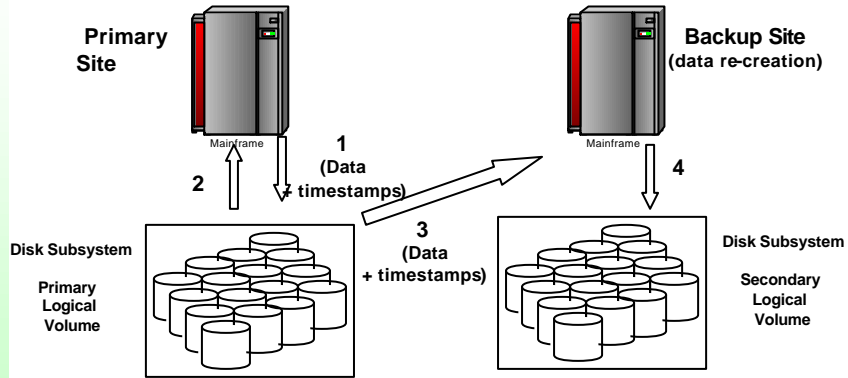 Primary
Site
Mainframe
Backup Site
(data re-creation)
Mainframe
1
(Data
+ timestamps)
2
3
(Data
+ timestamps)
4
Disk Subsystem
Primary
Logical
Volume
Disk Subsystem
Secondary
Logical
Volume